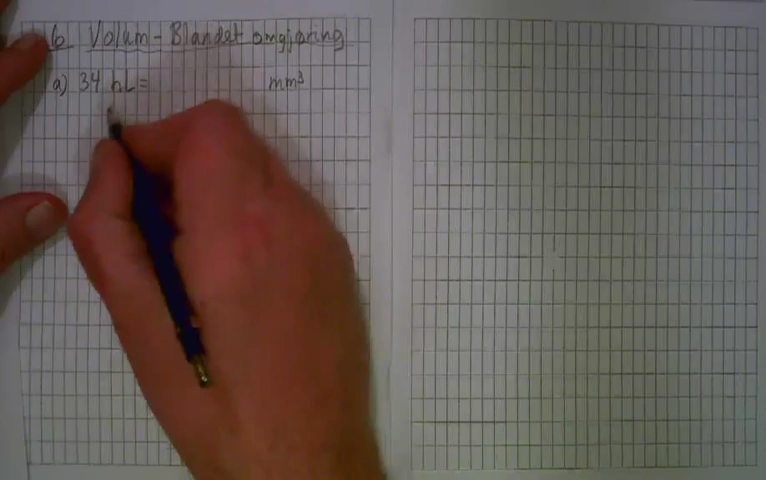 6 Volum - Blandet omgjøring
a) 34 hL = mm³